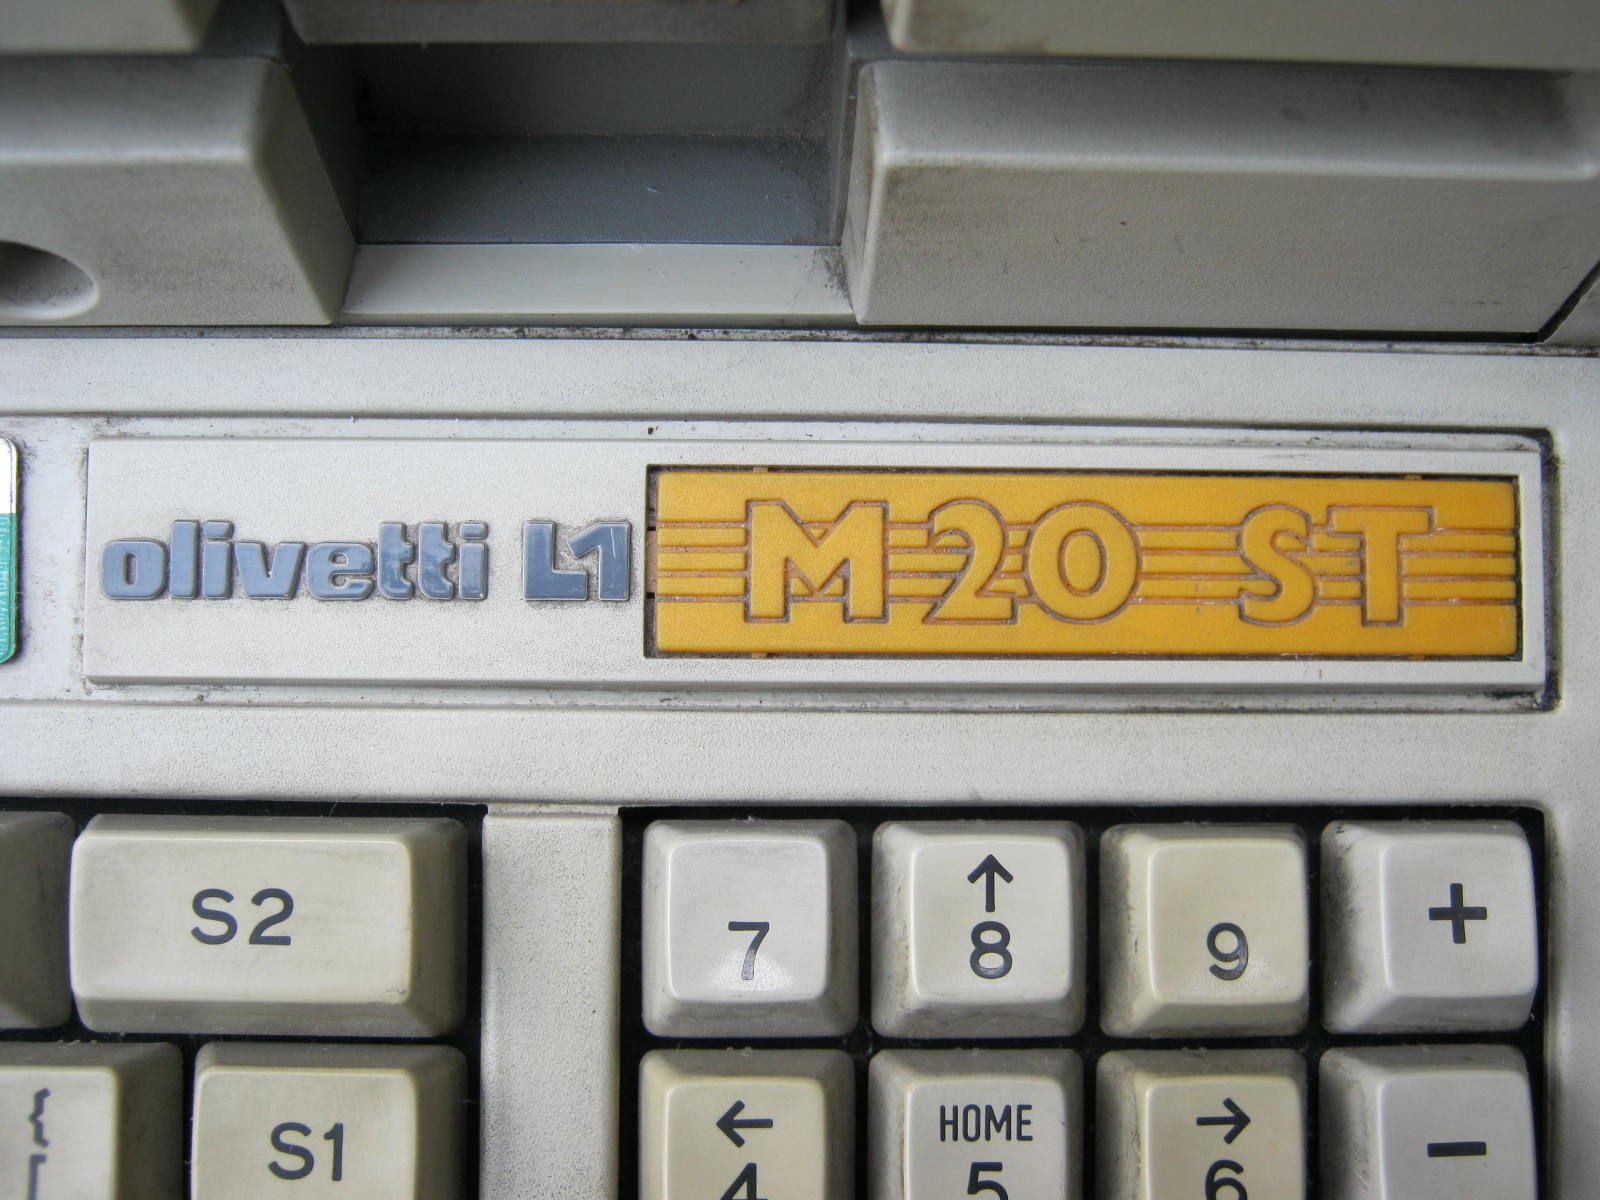 olivetti L1 M20 ST
S2 7 ↑ 8 9 +
S1 ← 4 HOME 5 → 6 −